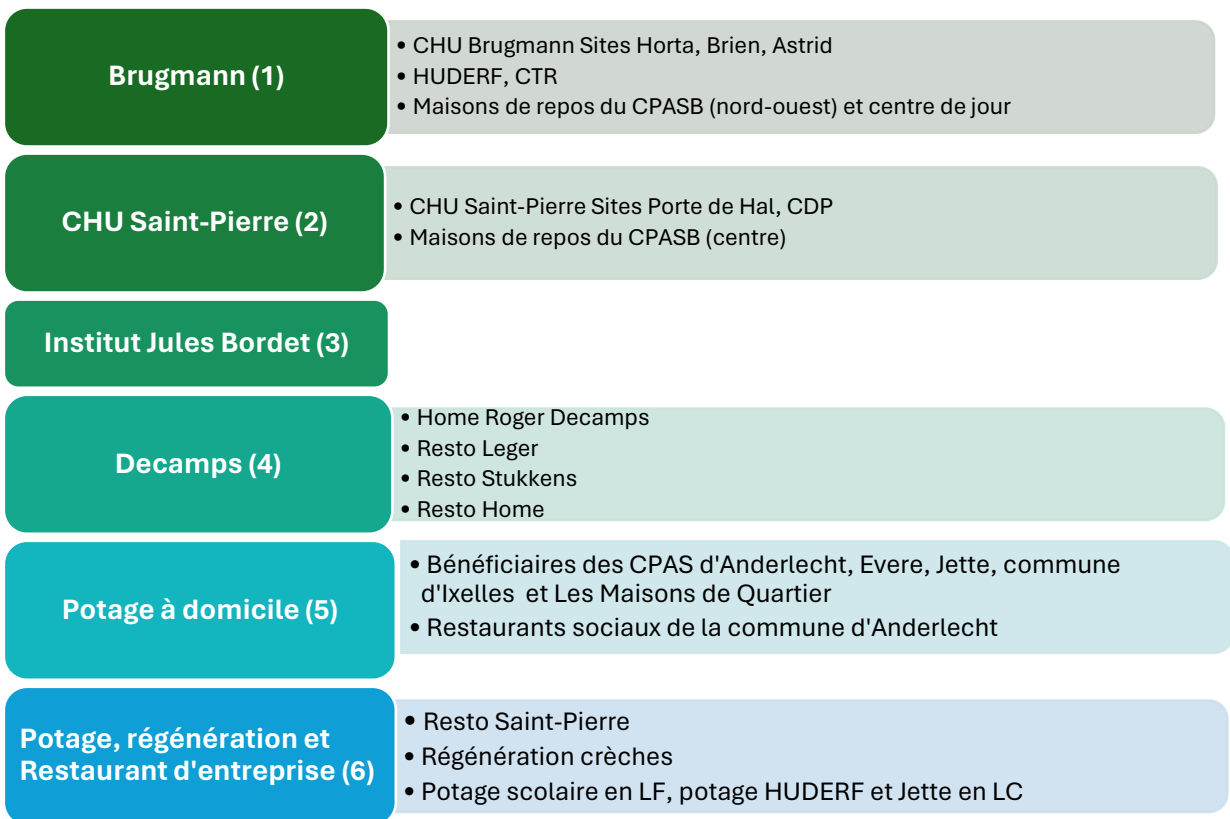 Brugmann (1)
• CHU Brugmann Sites Horta, Brien, Astrid
• HUDERF, CTR
• Maisons de repos du CPASB (nord-ouest) et centre de jour
CHU Saint-Pierre (2)
• CHU Saint-Pierre Sites Porte de Hal, CDP
• Maisons de repos du CPASB (centre)
Institut Jules Bordet (3)
Decamps (4)
• Home Roger Decamps
• Resto Leger
• Resto Stukkens
• Resto Home
Potage à domicile (5)
• Bénéficiaires des CPAS d'Anderlecht, Evere, Jette, commune
d'Ixelles et Les Maisons de Quartier
• Restaurants sociaux de la commune d'Anderlecht
Potage, régénération et
Restaurant d'entreprise (6)
• Resto Saint-Pierre
• Régénération crèches
• Potage scolaire en LF, potage HUDERF et Jette en LC